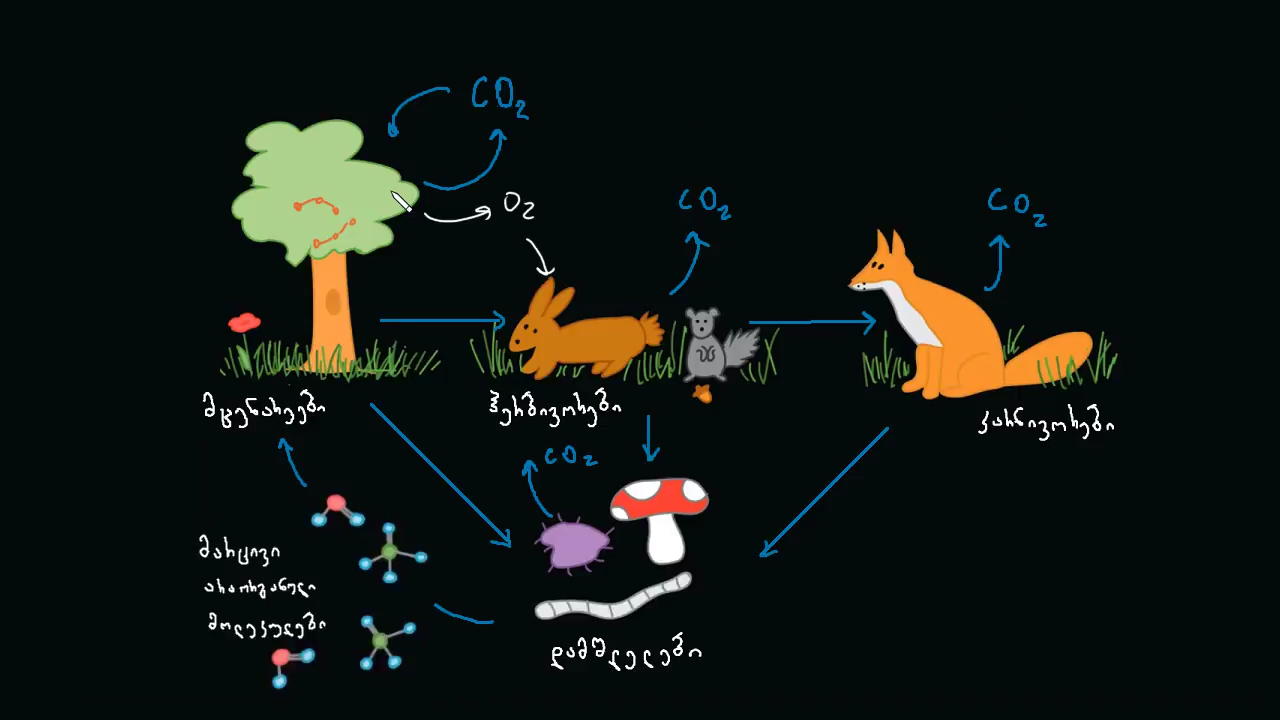 CO₂
O₂
CO₂
CO₂
მცენარეები
ჰერბივორები
კარნივორები
CO₂
მარტივი
არაორგანული
მოლეკულები
დამშლელები